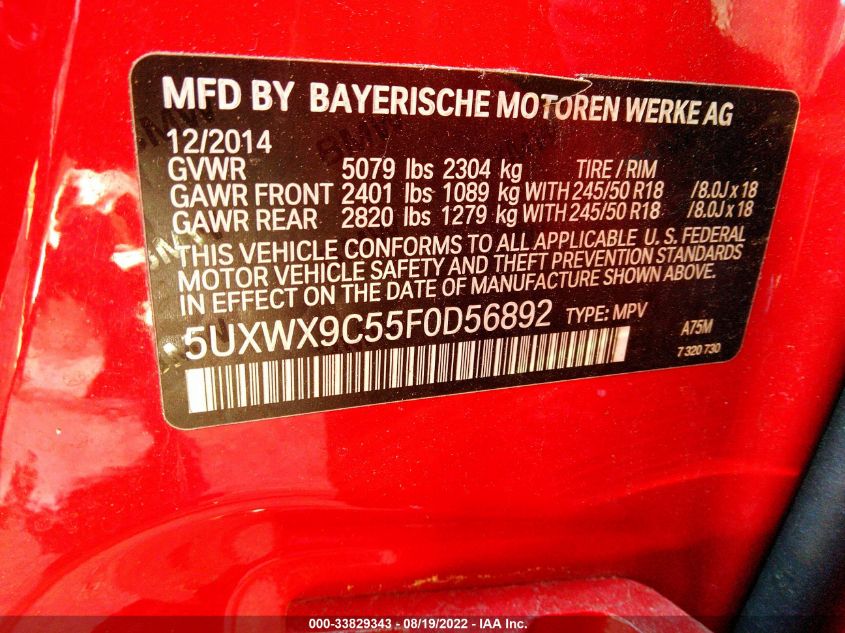 MFD BY BAYERISCHE MOTOREN WERKE AG
12/2014
GVWR 5079 lbs 2304 kg TIRE / RIM
GAWR FRONT 2401 lbs 1089 kg WITH 245/50 R18 /8.0J x 18
GAWR REAR 2820 lbs 1279 kg WITH 245/50 R18 /8.0J x 18
THIS VEHICLE CONFORMS TO ALL APPLICABLE U. S. FEDERAL
MOTOR VEHICLE SAFETY AND THEFT PREVENTION STANDARDS
IN EFFECT ON THE DATE OF MANUFACTURE SHOWN ABOVE.
5UXWX9C55F0D56892 TYPE: MPV
A75M
7 320 730
000-33829343 - 08/19/2022 - IAA Inc.